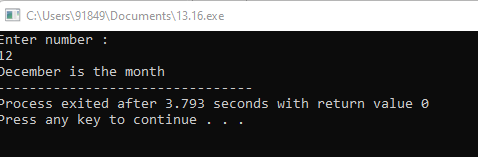 C:\Users\91849\Documents\13.16.exe
Enter number :
12
December is the month
--------------------------------
Process exited after 3.793 seconds with return value 0
Press any key to continue . . .